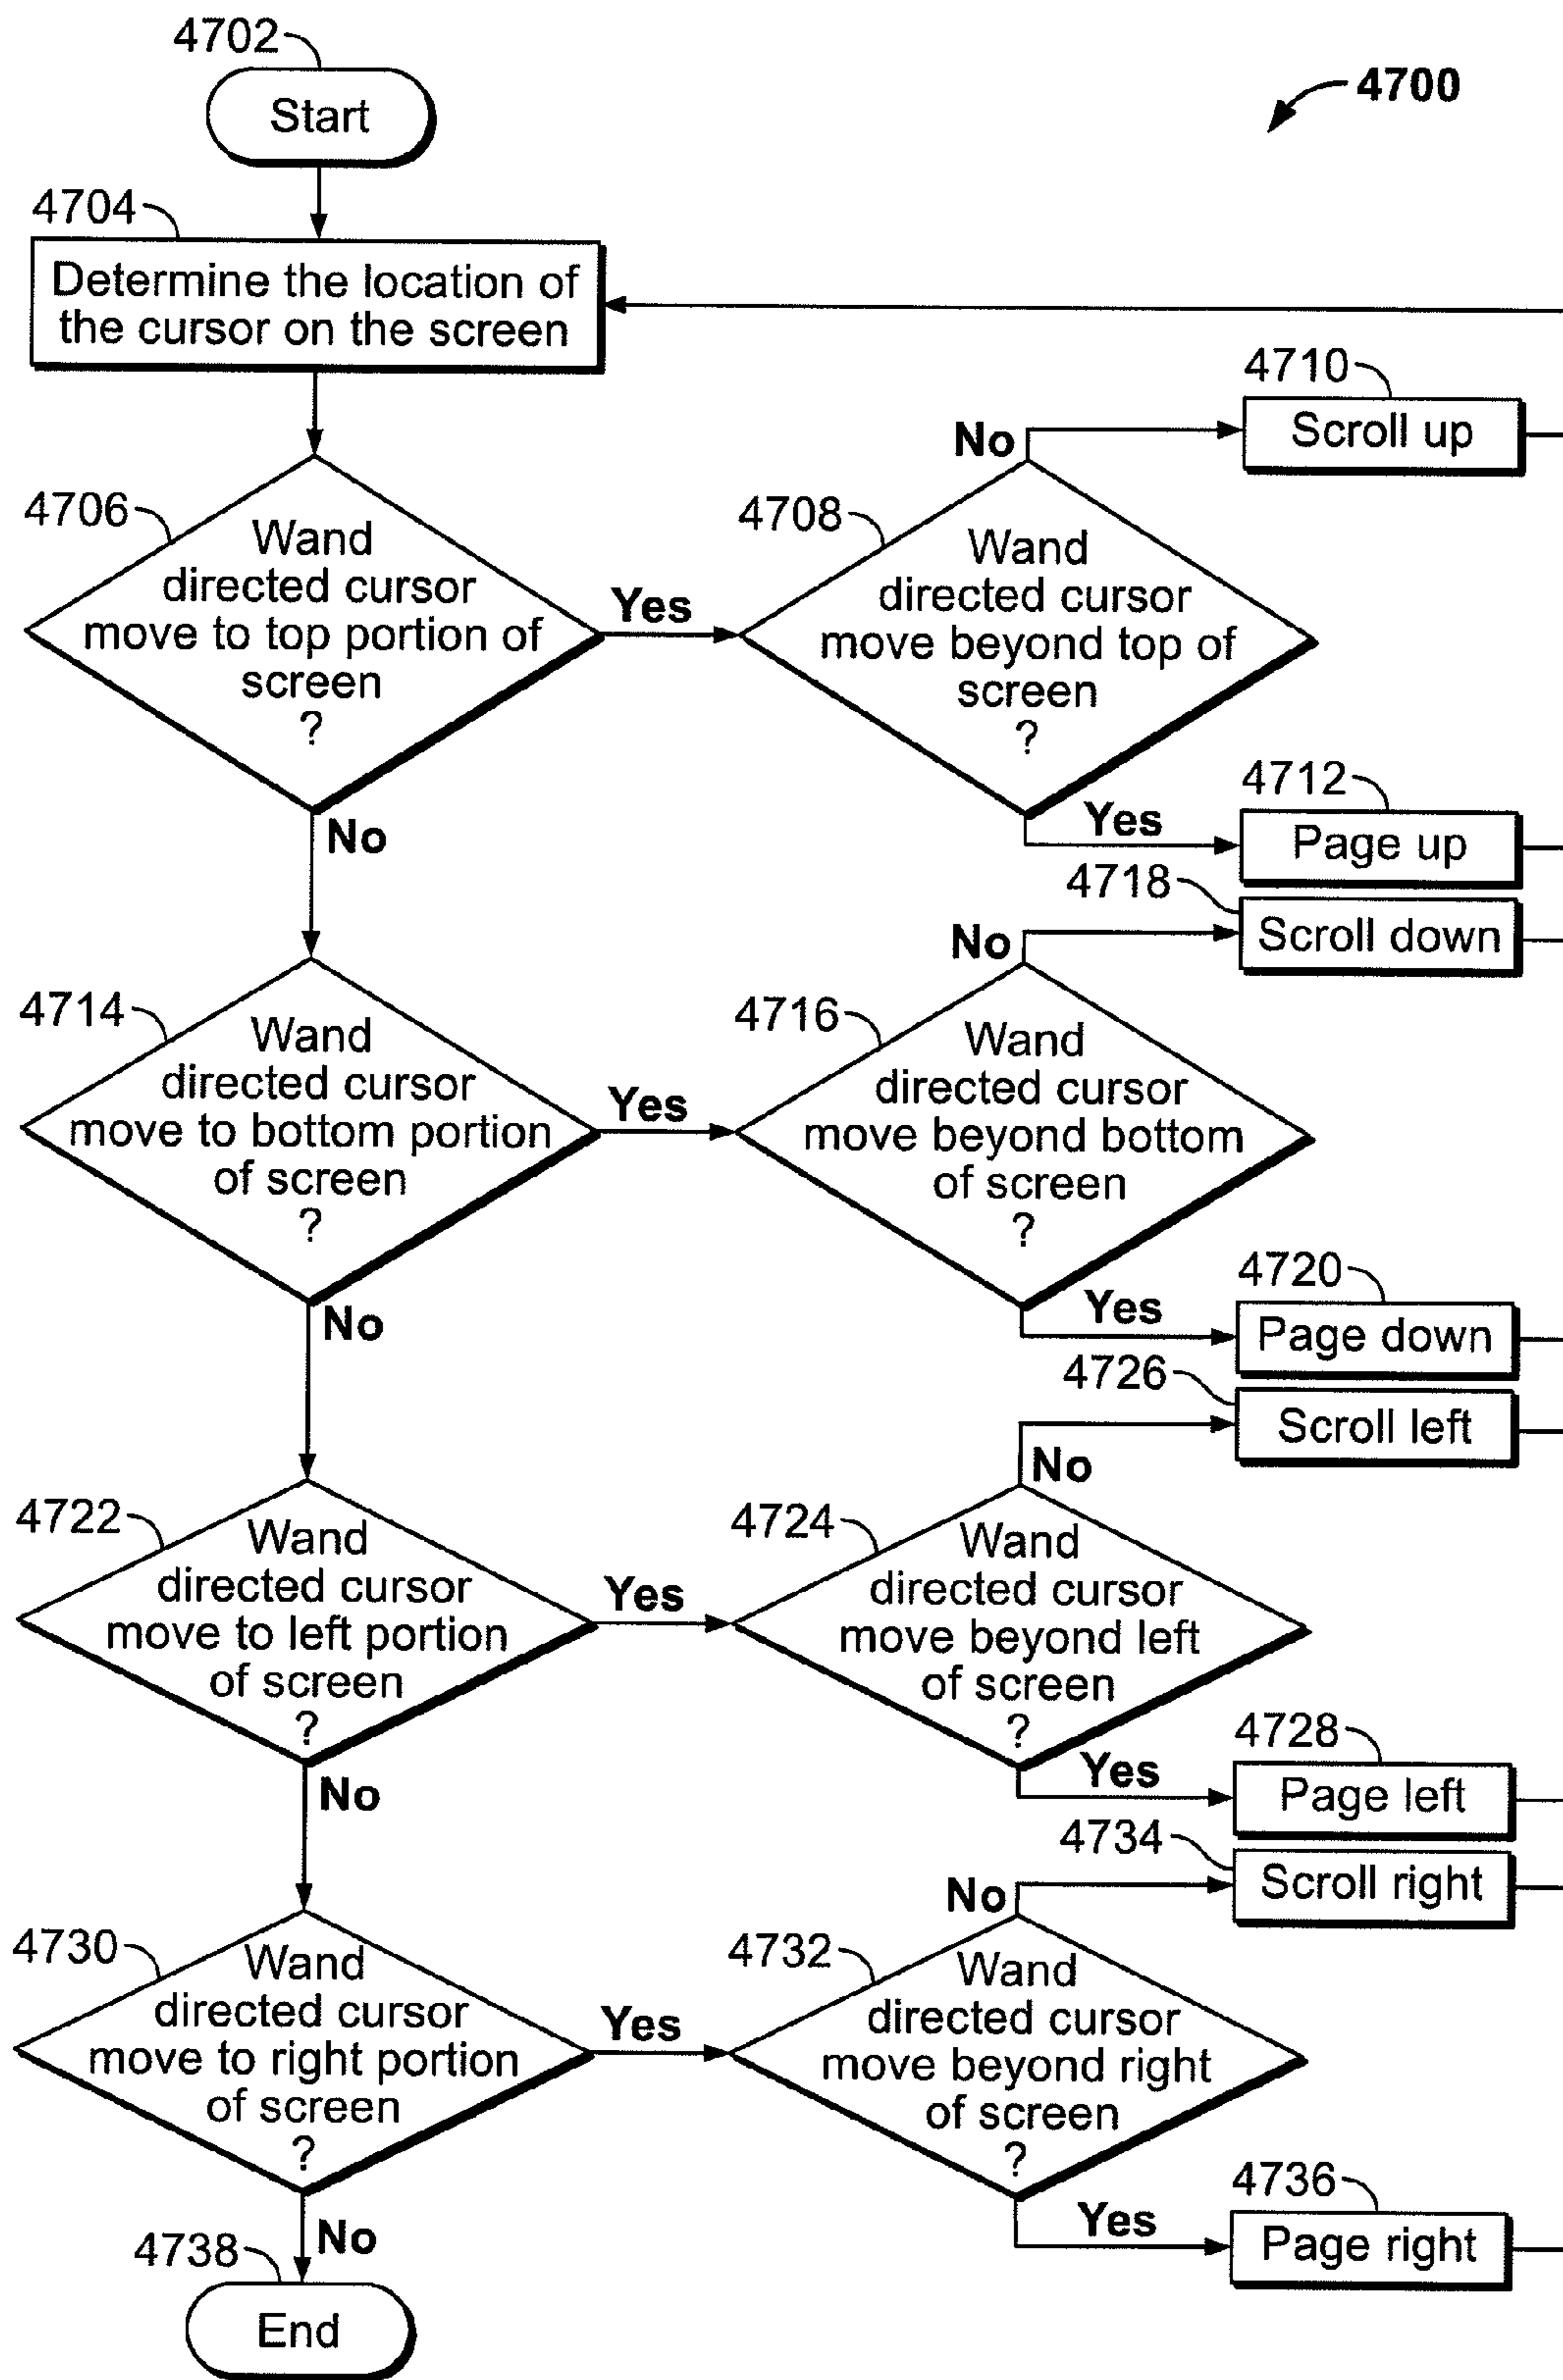 4702
Start
4700
4704
Determine the location of
the cursor on the screen
4710
Scroll up
No
4706
Wand
directed cursor
move to top portion of
screen
?
Yes
4708
Wand
directed cursor
move beyond top of
screen
?
4712
Yes
Page up
No
4718
Scroll down
No
4714
Wand
directed cursor
move to bottom portion
of screen
?
Yes
4716
Wand
directed cursor
move beyond bottom
of screen
?
4720
Yes
Page down
No
4726
Scroll left
No
4722
Wand
directed cursor
move to left portion
of screen
?
Yes
4724
Wand
directed cursor
move beyond left
of screen
?
4728
Yes
Page left
No
4734
Scroll right
No
4730
Wand
directed cursor
move to right portion
of screen
?
Yes
4732
Wand
directed cursor
move beyond right
of screen
?
4736
Yes
Page right
No
4738
End